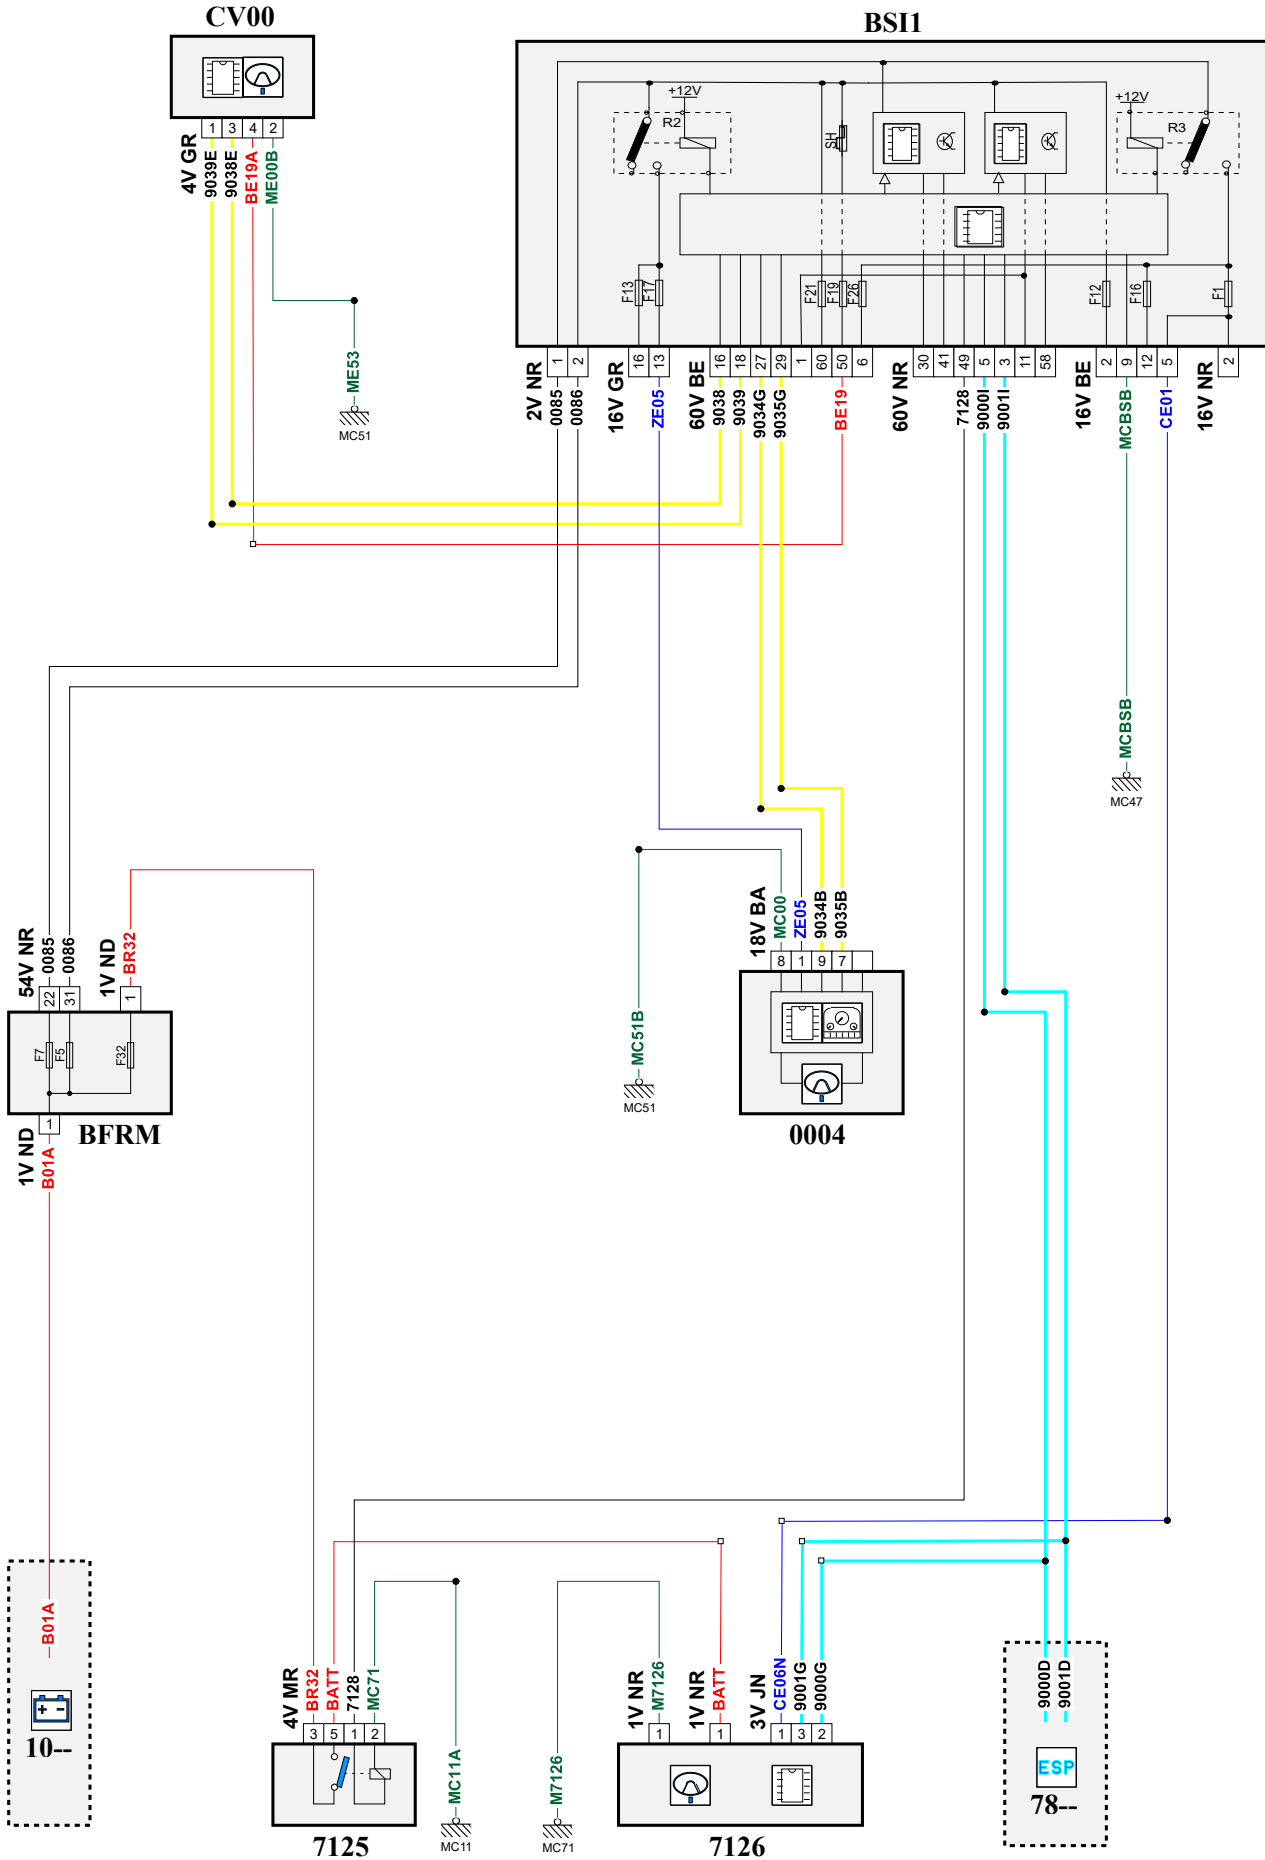 CV00
BSI1
1 3 4 2
4V GR
9039E
9038E
BE19A
ME00B
ME53
MC51
+12V
R2
SH
+12V
R3
F13
F17
F21
F19
F26
F12
F16
F1
1 2
16 13
16 18 27 29 1 60 50 6
30 41 49 5 3 11 58
2 9 12 5
2
2V NR
0085
0086
16V GR
ZE05
60V BE
9038
9039
9034G
9035G
BE19
60V NR
7128
9000I
9001I
16V BE
MCBSB
CE01
16V NR
MCBSB
MC47
54V NR
0085
0086
1V ND
BR32
22 31 1
F7
F5
F32
1
BFRM
1V ND
B01A
18V BA
MC00
ZE05
9034B
9035B
8 1 9 7
0004
MC51B
MC51
B01A
+ -
10--
4V MR
BR32
BATT
7128
MC71
3 5 1 2
7125
MC11A
MC11
M7126
MC71
1V NR
M7126
1V NR
BATT
3V JN
CE06N
9001G
9000G
1 1 1 3 2
7126
9000D
9001D
ESP
78--